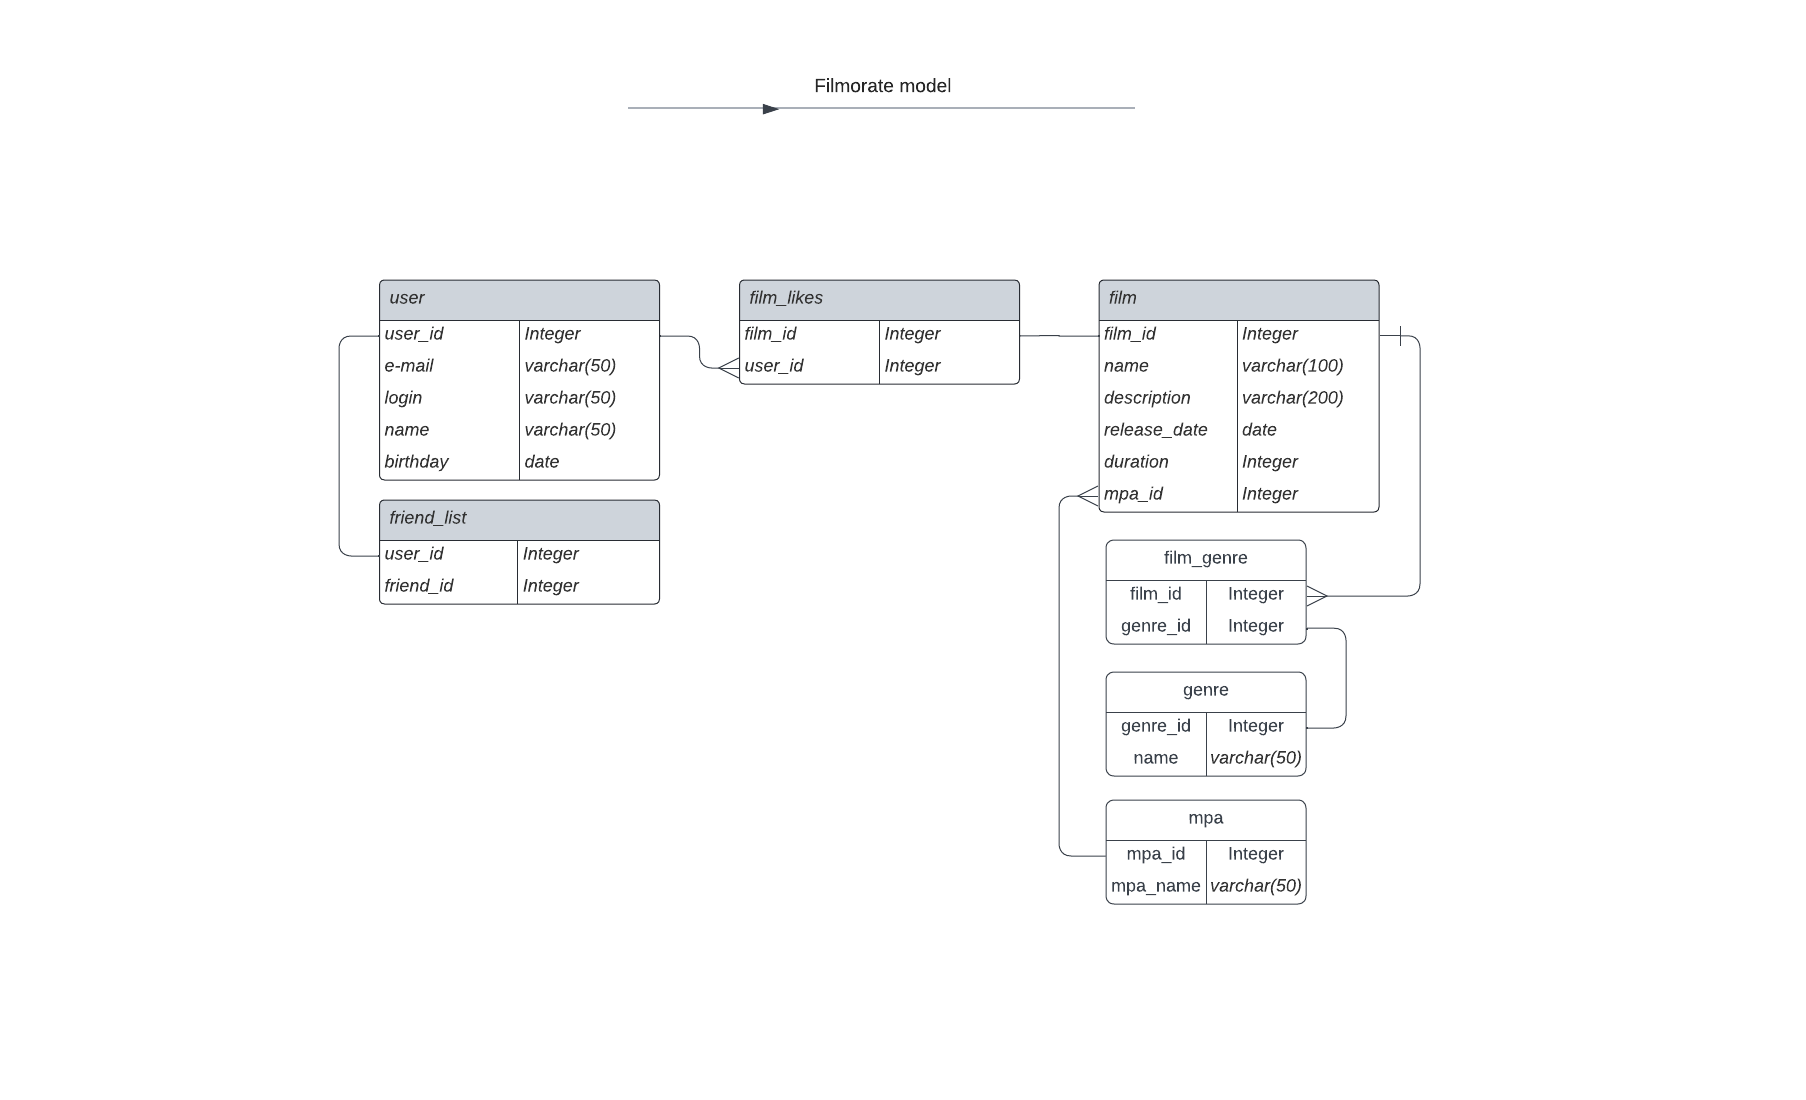 Filmorate model
user
user_id Integer
e-mail varchar(50)
login varchar(50)
name varchar(50)
birthday date
friend_list
user_id Integer
friend_id Integer
film_likes
film_id Integer
user_id Integer
film
film_id Integer
name varchar(100)
description varchar(200)
release_date date
duration Integer
mpa_id Integer
film_genre
film_id Integer
genre_id Integer
genre
genre_id Integer
name varchar(50)
mpa
mpa_id Integer
mpa_name varchar(50)